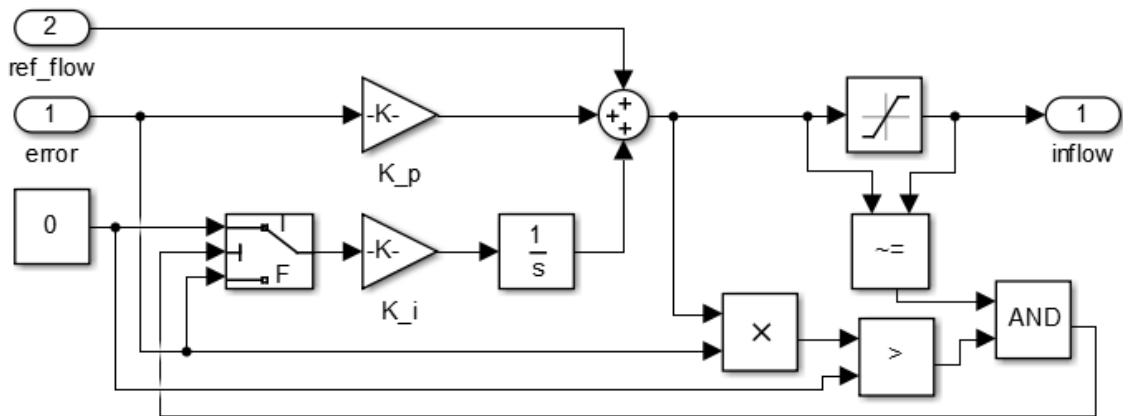 2
ref_flow
1
error
-K-
K_p
+
+
+
1
inflow
0
T
F
-K-
K_i
1
s
~=
×
>
AND